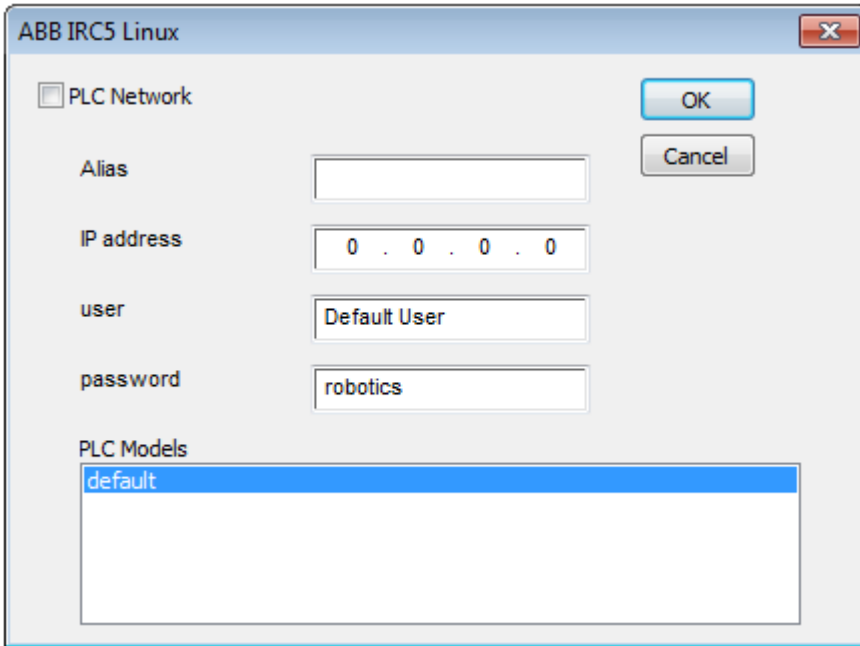 ABB IRC5 Linux
PLC Network
OK
Cancel
Alias
IP address
0 . 0 . 0 . 0
user
Default User
password
robotics
PLC Models
default